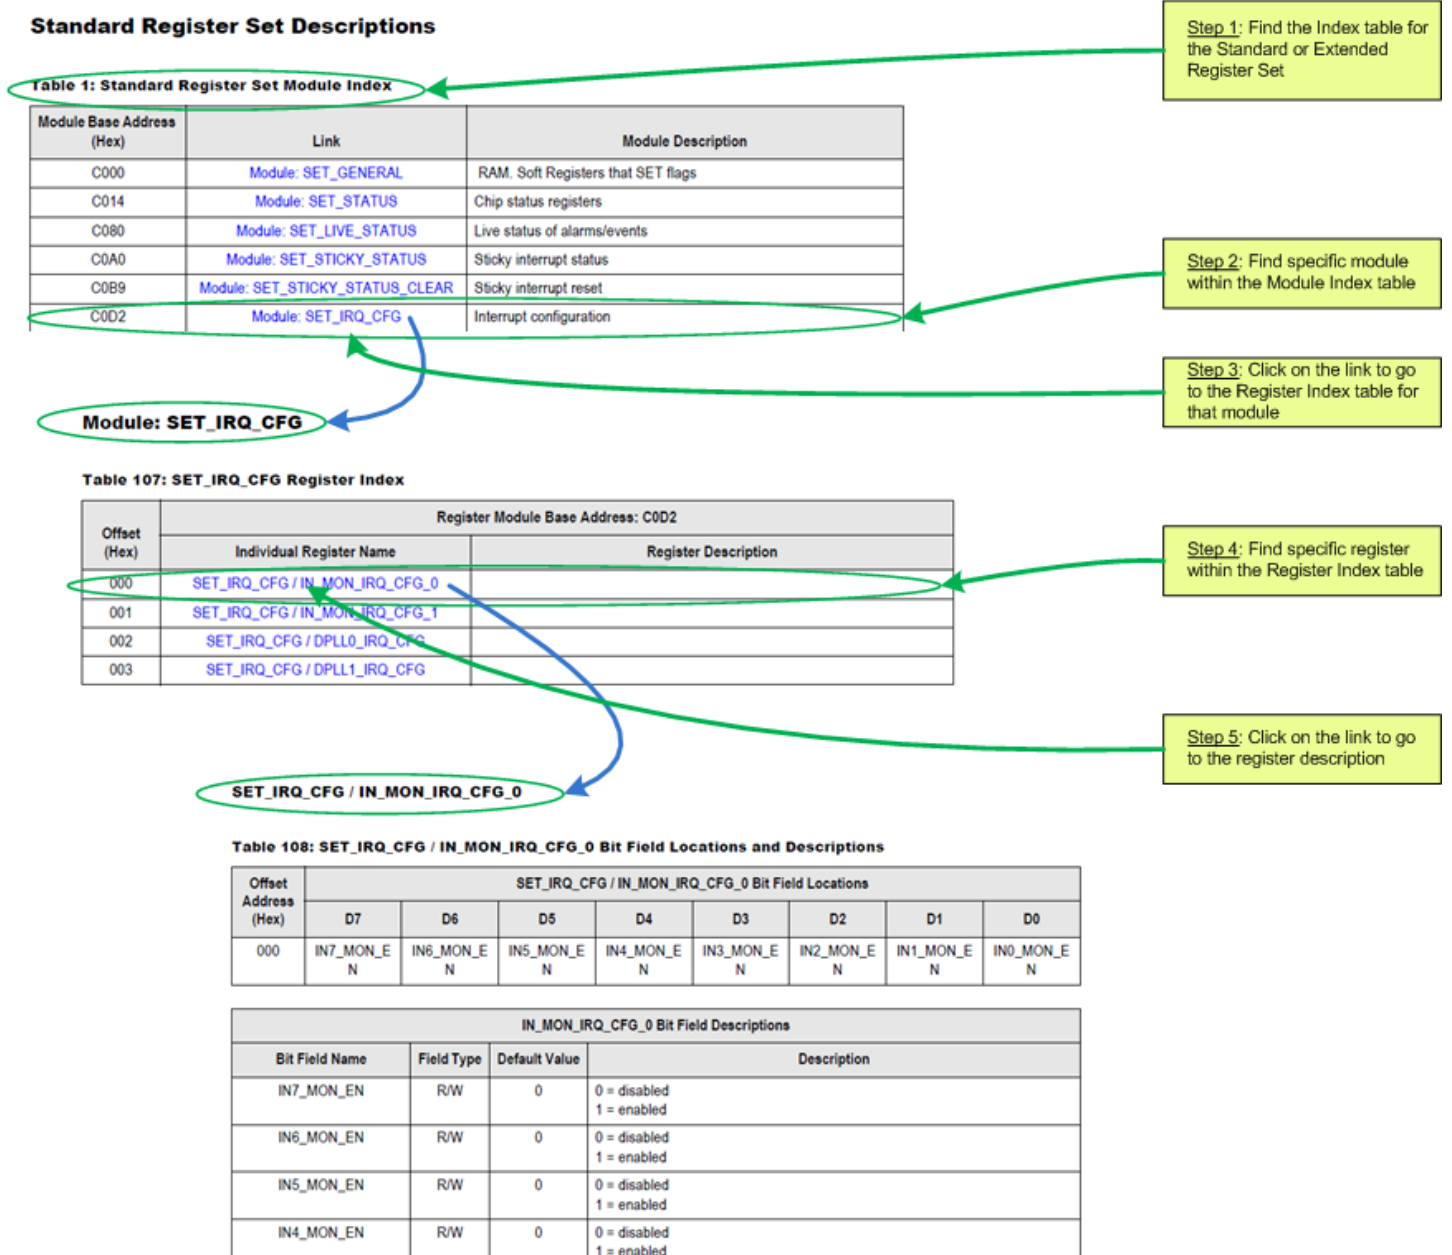 Standard Register Set Descriptions
Step 1: Find the Index table for
the Standard or Extended
Register Set
Table 1: Standard Register Set Module Index
Module Base Address
(Hex)
Link
Module Description
C000
Module: SET_GENERAL
RAM. Soft Registers that SET flags
C014
Module: SET_STATUS
Chip status registers
C080
Module: SET_LIVE_STATUS
Live status of alarms/events
C0A0
Module: SET_STICKY_STATUS
Sticky interrupt status
C0B9
Module: SET_STICKY_STATUS_CLEAR
Sticky interrupt reset
C0D2
Module: SET_IRQ_CFG
Interrupt configuration
Step 2: Find specific module
within the Module Index table
Step 3: Click on the link to go
to the Register Index table for
that module
Module: SET_IRQ_CFG
Table 107: SET_IRQ_CFG Register Index
Offset
(Hex)
Register Module Base Address: C0D2
Individual Register Name
Register Description
000
SET_IRQ_CFG / IN_MON_IRQ_CFG_0
001
SET_IRQ_CFG / IN_MON_IRQ_CFG_1
002
SET_IRQ_CFG / DPLL0_IRQ_CFG
003
SET_IRQ_CFG / DPLL1_IRQ_CFG
Step 4: Find specific register
within the Register Index table
Step 5: Click on the link to go
to the register description
SET_IRQ_CFG / IN_MON_IRQ_CFG_0
Table 108: SET_IRQ_CFG / IN_MON_IRQ_CFG_0 Bit Field Locations and Descriptions
Offset
Address
(Hex)
SET_IRQ_CFG / IN_MON_IRQ_CFG_0 Bit Field Locations
D7 D6 D5 D4 D3 D2 D1 D0
000 IN7_MON_E IN6_MON_E IN5_MON_E IN4_MON_E IN3_MON_E IN2_MON_E IN1_MON_E IN0_MON_E
N N N N N N N N
IN_MON_IRQ_CFG_0 Bit Field Descriptions
Bit Field Name Field Type Default Value Description
IN7_MON_EN R/W 0 0 = disabled
1 = enabled
IN6_MON_EN R/W 0 0 = disabled
1 = enabled
IN5_MON_EN R/W 0 0 = disabled
1 = enabled
IN4_MON_EN R/W 0 0 = disabled
1 = enabled